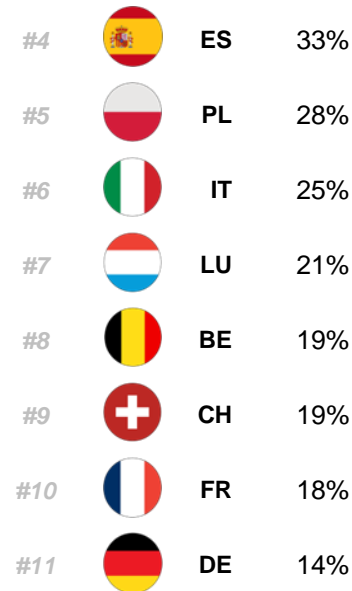 #4 ES 33%
#5 PL 28%
#6 IT 25%
#7 LU 21%
#8 BE 19%
#9 CH 19%
#10 FR 18%
#11 DE 14%